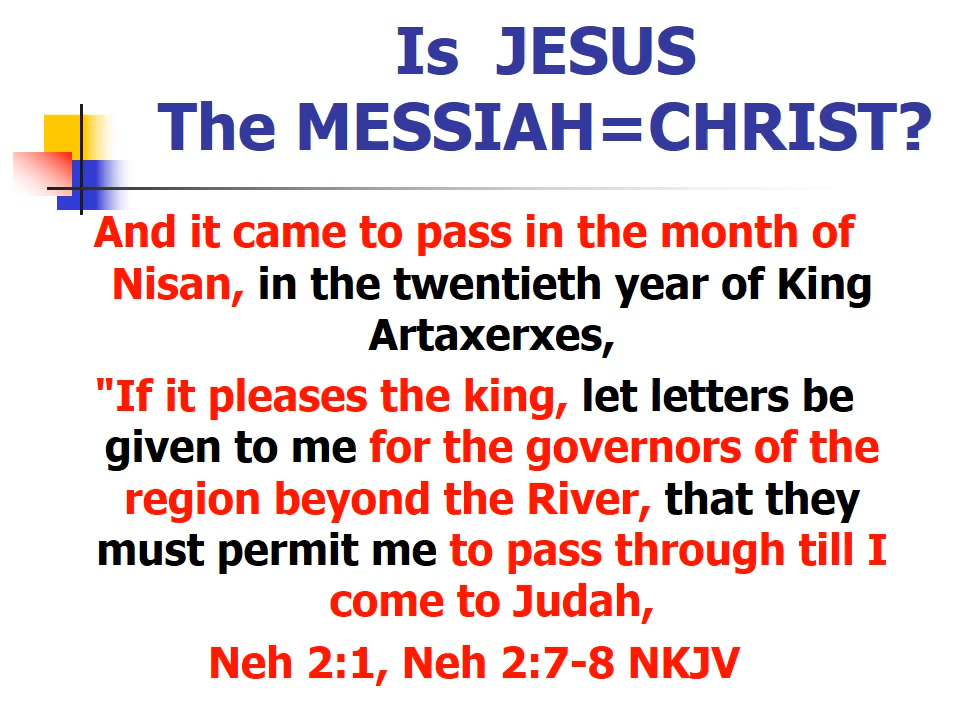 Is JESUS
The MESSIAH=CHRIST?
And it came to pass in the month of
Nisan, in the twentieth year of King
Artaxerxes,
"If it pleases the king, let letters be
given to me for the governors of the
region beyond the River, that they
must permit me to pass through till I
come to Judah,
Neh 2:1, Neh 2:7-8 NKJV